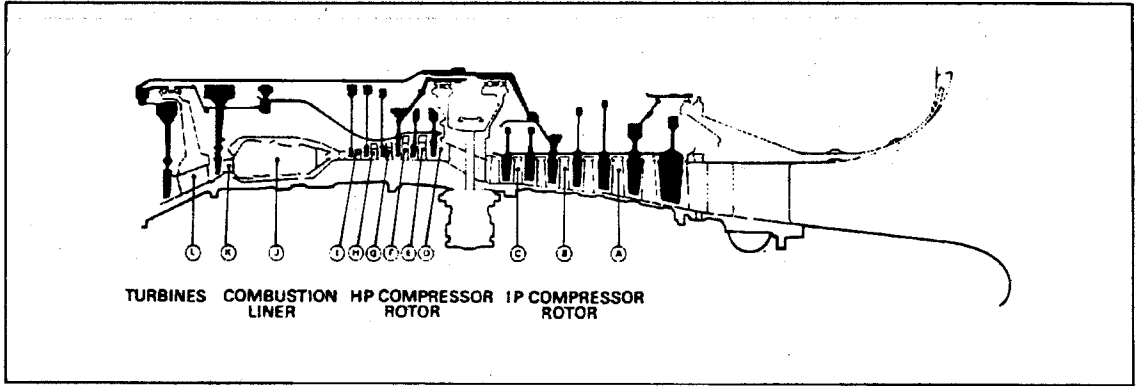 L K J I H G F E D C B A
TURBINES COMBUSTION HP COMPRESSOR IP COMPRESSOR
LINER ROTOR ROTOR